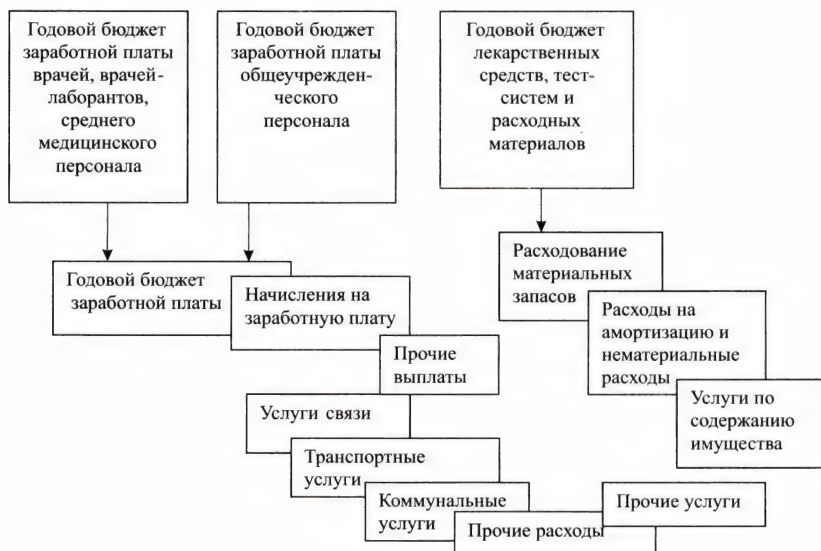 Годовой бюджет
заработной платы
врачей, врачей-
лаборантов,
среднего
медицинского
персонала
Годовой бюджет
заработной платы
общеучрежден-
ческого
персонала
Годовой бюджет
лекарственных
средств, тест-
систем и
расходных
материалов
Годовой бюджет
заработной платы
Начисления на
заработную плату
Прочие
выплаты
Расходование
материальных
запасов
Расходы на
амортизацию и
нематериальные
расходы
Услуги по
содержанию
имущества
Услуги связи
Транспортные
услуги
Коммунальные
услуги
Прочие расходы
Прочие услуги